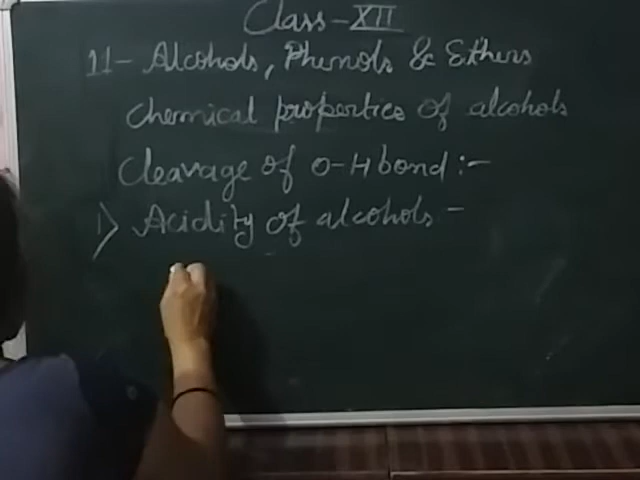 Class-XII
11- Alcohols, Phenols & Ethers
Chemical properties of alcohols
Cleavage of O-H bond :-
1) Acidity of alcohols -